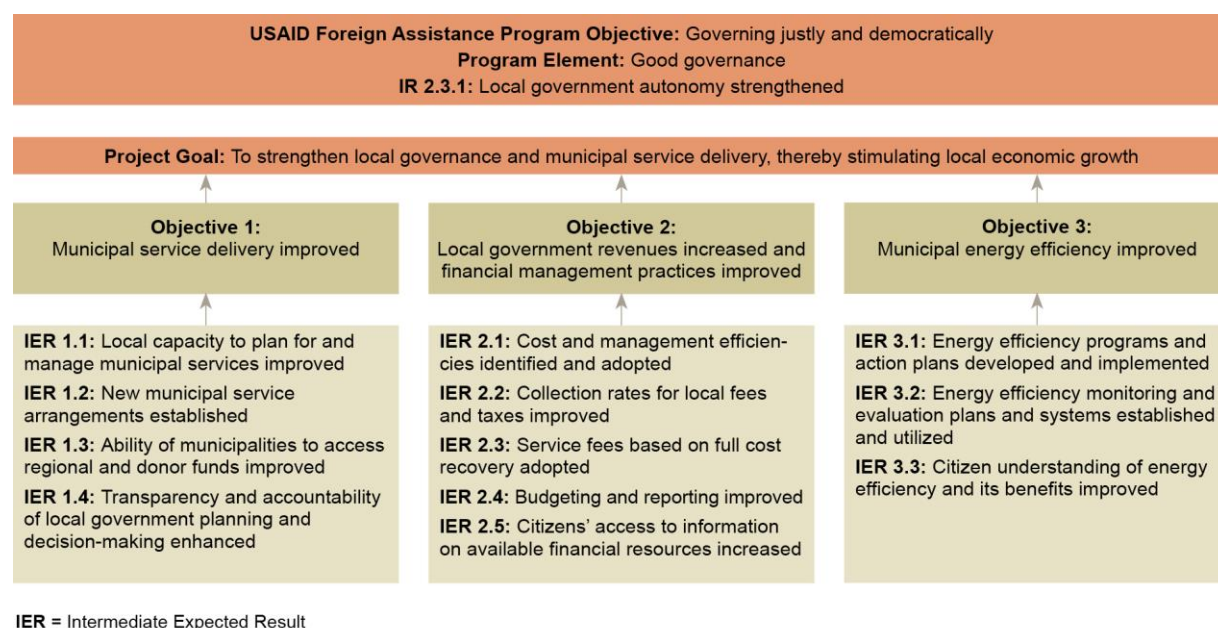 USAID Foreign Assistance Program Objective: Governing justly and democratically
Program Element: Good governance
IR 2.3.1: Local government autonomy strengthened
Project Goal: To strengthen local governance and municipal service delivery, thereby stimulating local economic growth
Objective 1:
Municipal service delivery improved
IER 1.1: Local capacity to plan for and
manage municipal services improved
IER 1.2: New municipal service
arrangements established
IER 1.3: Ability of municipalities to access
regional and donor funds improved
IER 1.4: Transparency and accountability
of local government planning and
decision-making enhanced
Objective 2:
Local government revenues increased and
financial management practices improved
IER 2.1: Cost and management efficien-
cies identified and adopted
IER 2.2: Collection rates for local fees
and taxes improved
IER 2.3: Service fees based on full cost
recovery adopted
IER 2.4: Budgeting and reporting improved
IER 2.5: Citizens’ access to information
on available financial resources increased
Objective 3:
Municipal energy efficiency improved
IER 3.1: Energy efficiency programs and
action plans developed and implemented
IER 3.2: Energy efficiency monitoring and
evaluation plans and systems established
and utilized
IER 3.3: Citizen understanding of energy
efficiency and its benefits improved
IER = Intermediate Expected Result